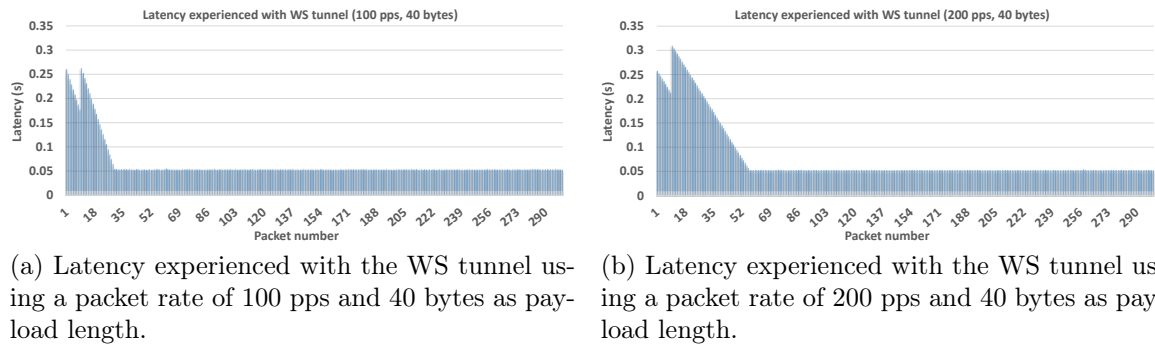 Latency experienced with WS tunnel (100 pps, 40 bytes)
0.35
0.3
0.25
0.2
0.15
0.1
0.05
0
Latency (s)
1 18 35 52 69 86 103 120 137 154 171 188 205 222 239 256 273 290
Packet number
(a) Latency experienced with the WS tunnel us-
ing a packet rate of 100 pps and 40 bytes as pay-
load length.
Latency experienced with WS tunnel (200 pps, 40 bytes)
0.35
0.3
0.25
0.2
0.15
0.1
0.05
0
Latency (s)
1 18 35 52 69 86 103 120 137 154 171 188 205 222 239 256 273 290
Packet number
(b) Latency experienced with the WS tunnel us
ing a packet rate of 200 pps and 40 bytes as pay
load length.